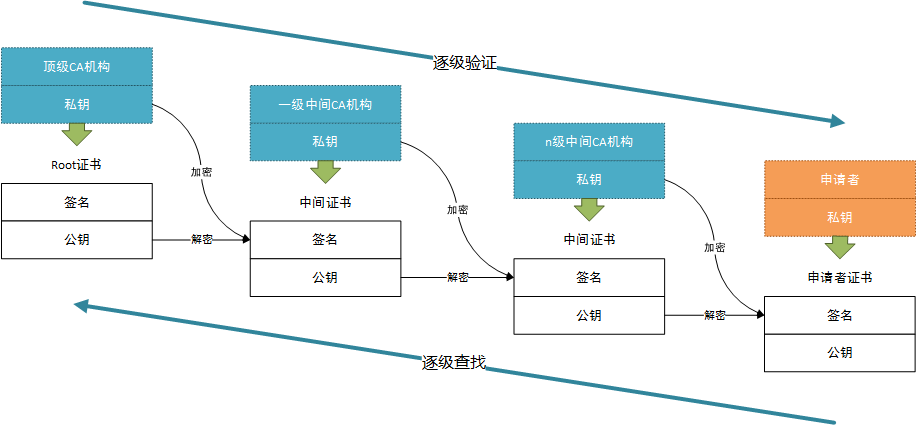 逐级验证
顶级CA机构
私钥
Root证书
签名
公钥
加密
解密
一级中间CA机构
私钥
中间证书
签名
公钥
加密
解密
n级中间CA机构
私钥
中间证书
签名
公钥
加密
解密
申请者
私钥
申请者证书
签名
公钥
逐级查找